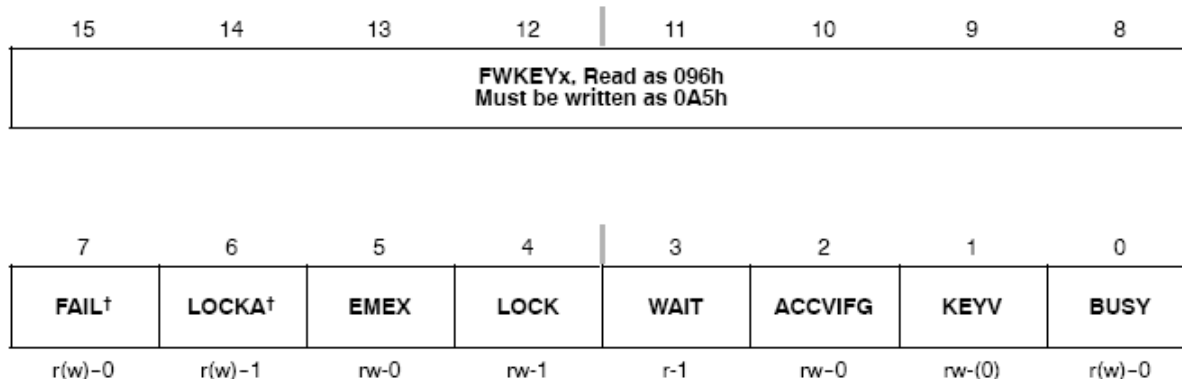 15 14 13 12 11 10 9 8
FWKEYx, Read as 096h
Must be written as 0A5h
7 6 5 4 3 2 1 0
FAIL† LOCKA† EMEX LOCK WAIT ACCVIFG KEYV BUSY
r(w)−0 r(w)−1 rw-0 rw-1 r-1 rw−0 rw-(0) r(w)−0